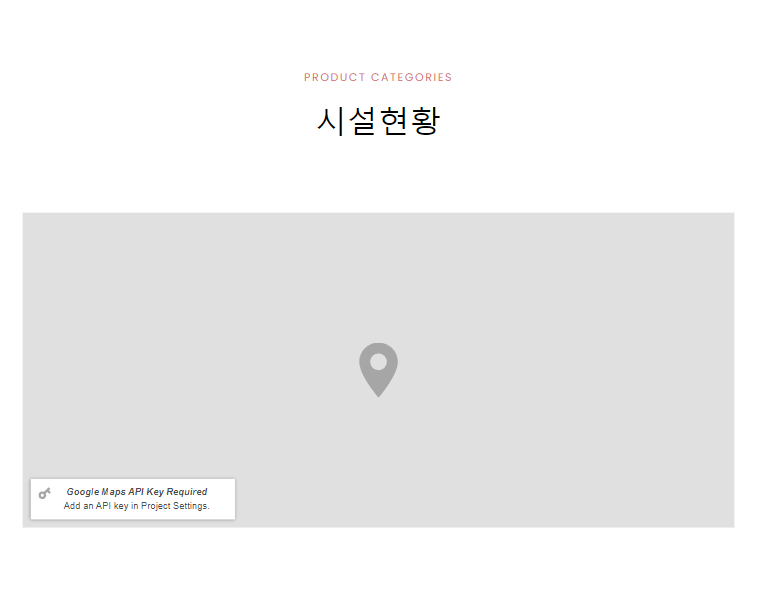 PRODUCT CATEGORIES
시설현황
Google Maps API Key Required
Add an API key in Project Settings.